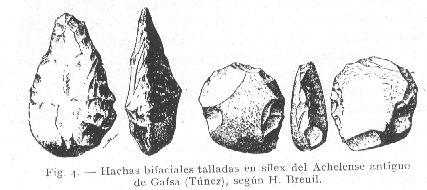 Fig. 4. — Hachas bifaciales talladas en sílex del Achelense antiguo
de Gafsa (Túnez), según H. Breuil.